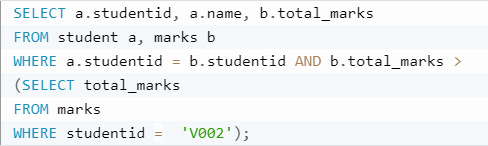 SELECT a.studentid, a.name, b.total_marks
FROM student a, marks b
WHERE a.studentid = b.studentid AND b.total_marks >
(SELECT total_marks
FROM marks
WHERE studentid =  'V002');